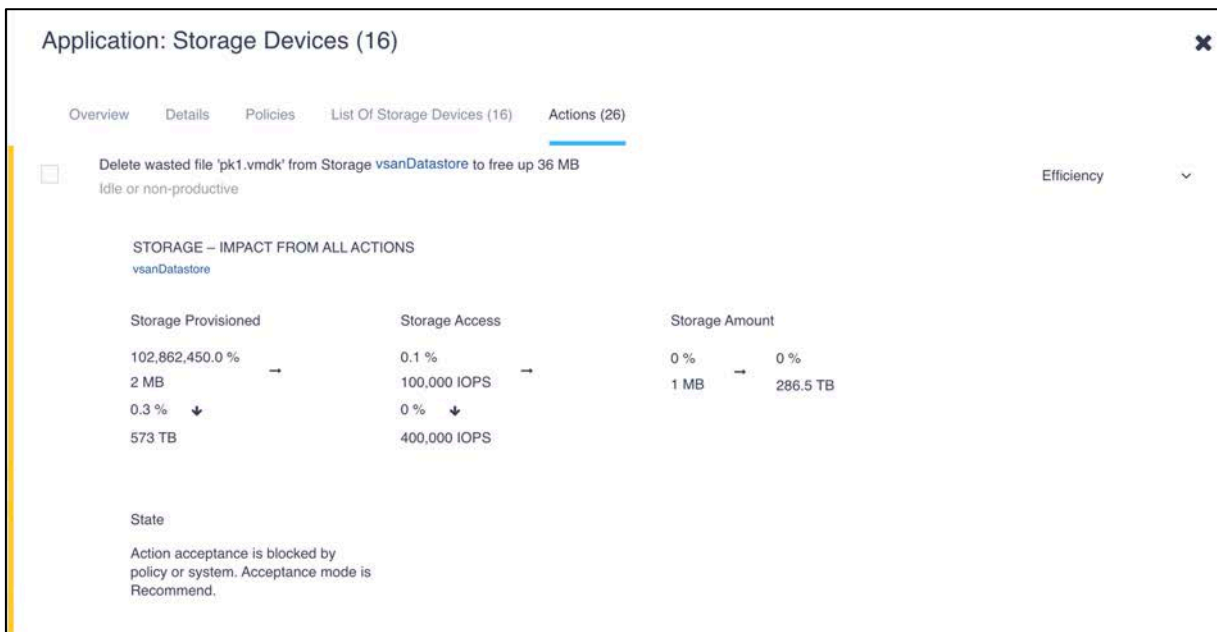 Application: Storage Devices (16)
Overview Details Policies List Of Storage Devices (16) Actions (26)
Delete wasted file 'pk1.vmdk' from Storage vsanDatastore to free up 36 MB
Idle or non-productive
Efficiency
STORAGE – IMPACT FROM ALL ACTIONS
vsanDatastore
Storage Provisioned Storage Access Storage Amount
102,862,450.0 % → 0.1 % → 0 % → 0 %
2 MB 100,000 IOPS 1 MB 286.5 TB
0.3 % ↓ 0 % ↓
573 TB 400,000 IOPS
State
Action acceptance is blocked by
policy or system. Acceptance mode is
Recommend.